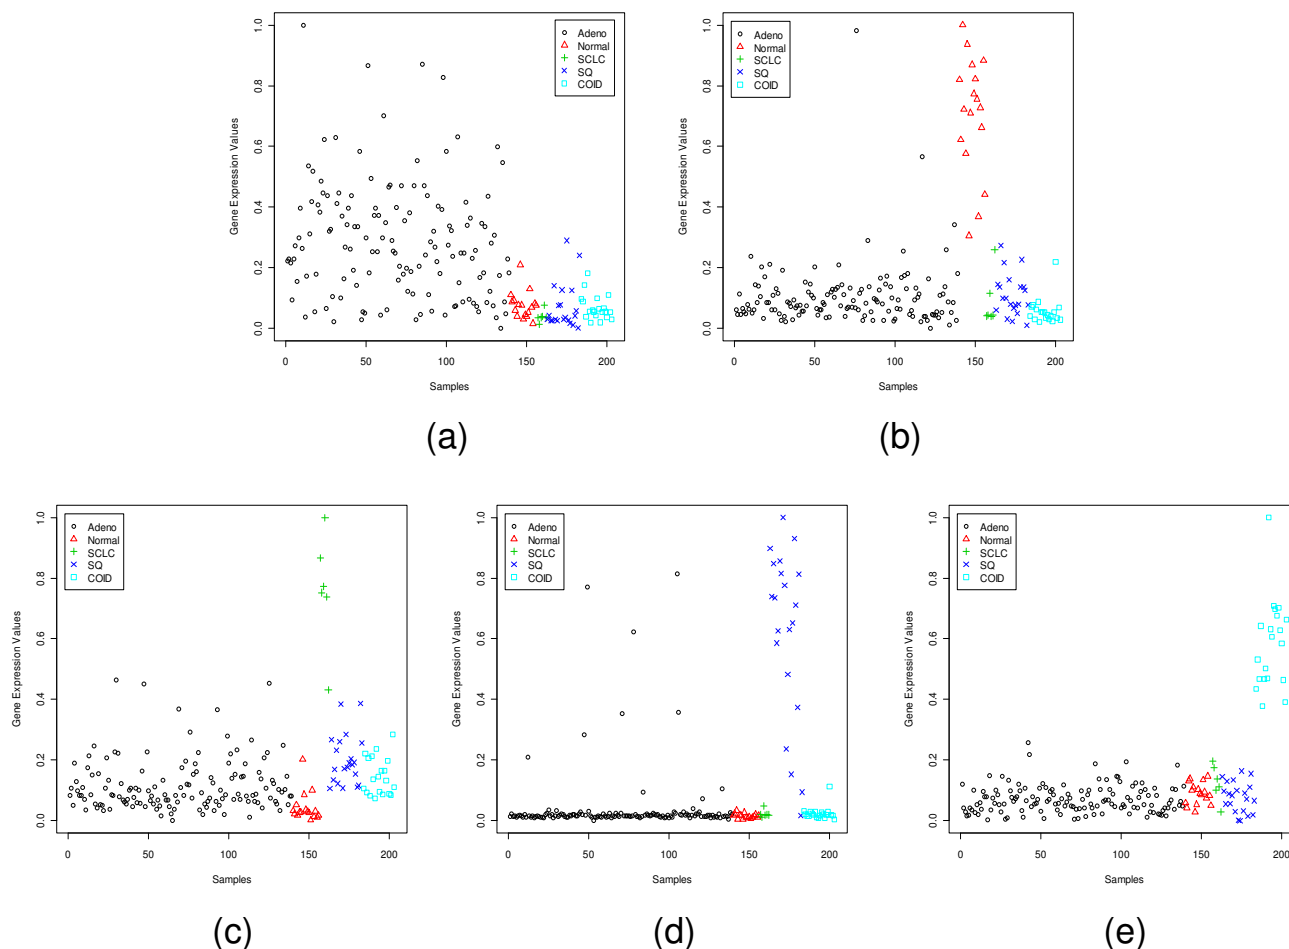 Gene Expression Values
1.0
0.8
0.6
0.4
0.2
0.0
Adeno
Normal
SCLC
SQ
COID
0 50 100 150 200
Samples
(a)
Gene Expression Values
1.0
0.8
0.6
0.4
0.2
0.0
Adeno
Normal
SCLC
SQ
COID
0 50 100 150 200
Samples
(b)
Gene Expression Values
1.0
0.8
0.6
0.4
0.2
0.0
Adeno
Normal
SCLC
SQ
COID
0 50 100 150 200
Samples
(c)
Gene Expression Values
1.0
0.8
0.6
0.4
0.2
0.0
Adeno
Normal
SCLC
SQ
COID
0 50 100 150 200
Samples
(d)
Gene Expression Values
1.0
0.8
0.6
0.4
0.2
0.0
Adeno
Normal
SCLC
SQ
COID
0 50 100 150 200
Samples
(e)